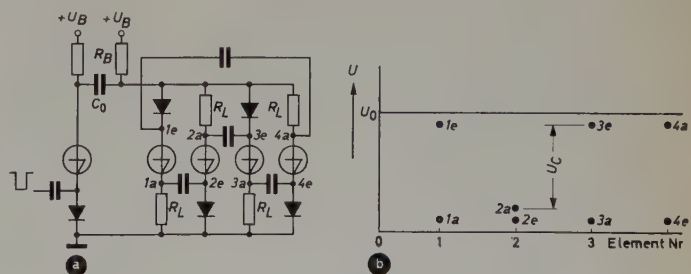 +U_B +U_B
R_B
C_0
R_L R_L
1e 2a 3e 4a
1a 2e 3a 4e
R_L R_L
a
U
U_0
1e 3e 4a
U_C
2a
1a 2e 3a 4e
0 1 2 3 4 Element Nr
b